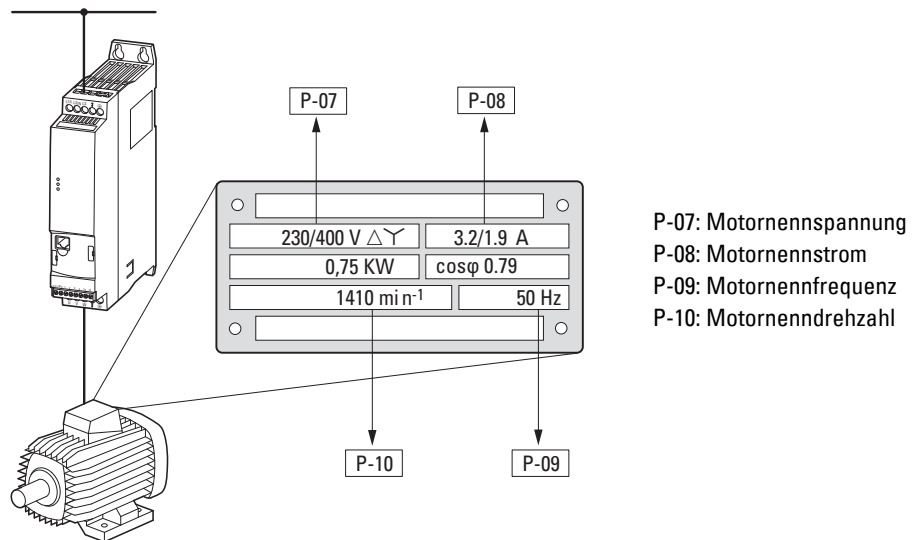 P-07
P-08
230/400 V △Y
3.2/1.9 A
0,75 KW
cosφ 0.79
1410 min-1
50 Hz
P-10
P-09
P-07: Motornennspannung
P-08: Motornennstrom
P-09: Motornennfrequenz
P-10: Motornenndrehzahl